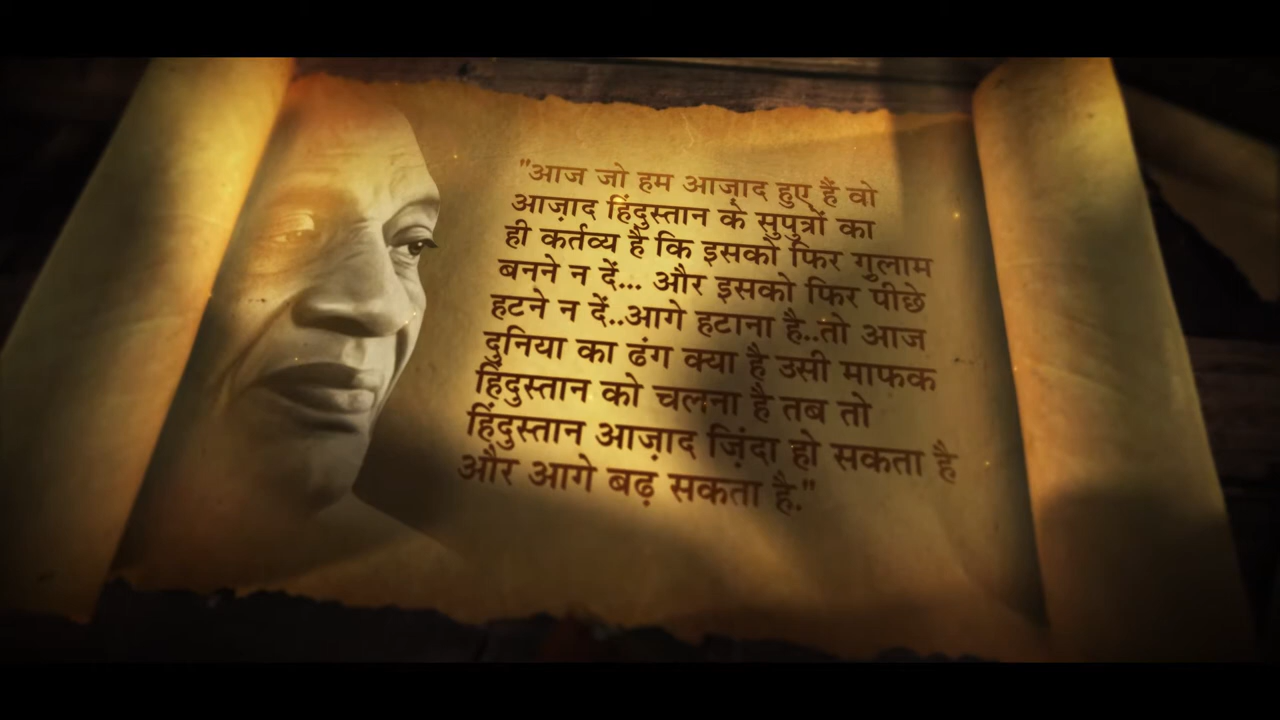 "आज जो हम आज़ाद हुए हैं वो
आज़ाद हिंदुस्तान के सुपुत्रों का
ही कर्तव्य है कि इसको फिर गुलाम
बनने न दें... और इसको फिर पीछे
हटने न दें..आगे हटाना है..तो आज
दुनिया का ढंग क्या है उसी माफक
हिंदुस्तान को चलना है तब तो
हिंदुस्तान आज़ाद ज़िंदा हो सकता है
और आगे बढ़ सकता है."